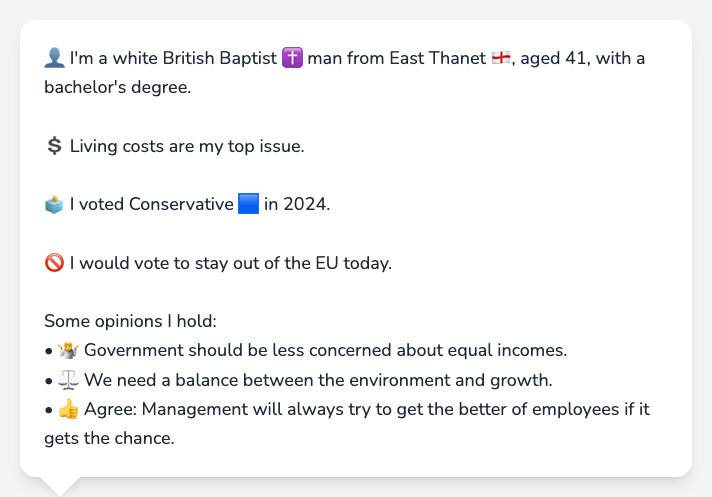 👤 I'm a white British Baptist ✝️ man from East Thanet 🏴󠁧󠁢󠁥󠁮󠁧󠁿, aged 41, with a
bachelor's degree.
💲 Living costs are my top issue.
🗳️ I voted Conservative 🟦 in 2024.
🚫 I would vote to stay out of the EU today.
Some opinions I hold:
• 🤷 Government should be less concerned about equal incomes.
• ⚖️ We need a balance between the environment and growth.
• 👍 Agree: Management will always try to get the better of employees if it
gets the chance.